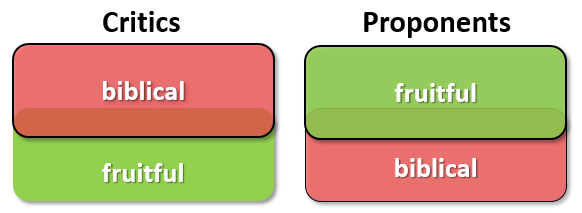 Critics
biblical
fruitful
Proponents
fruitful
biblical